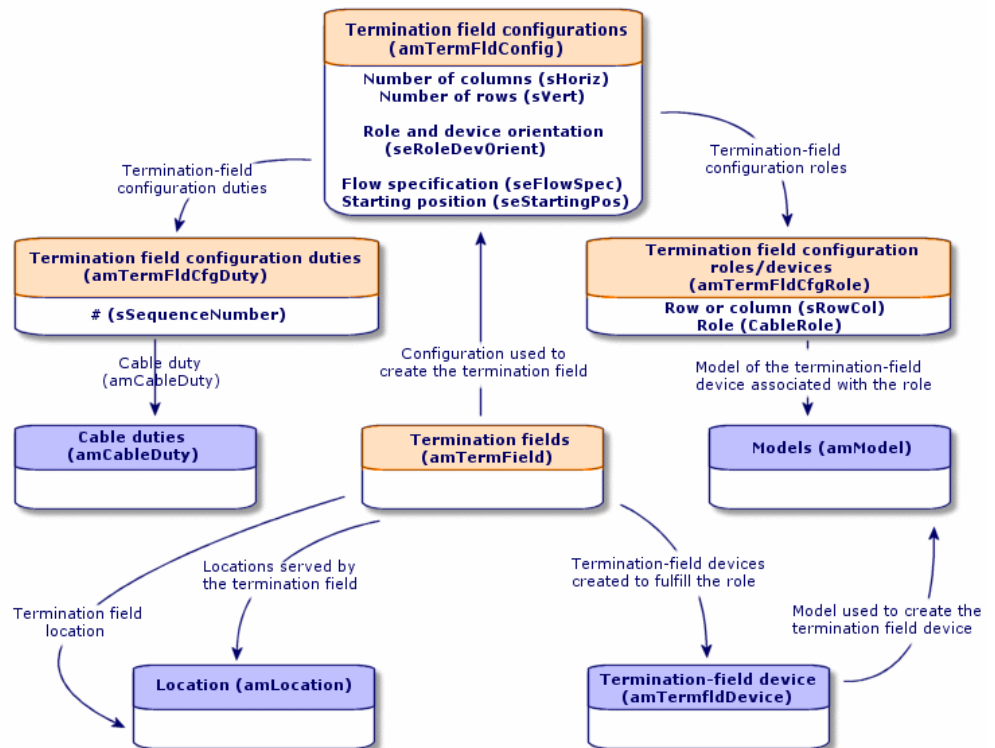 Termination field configurations
(amTermFldConfig)
Number of columns (sHoriz)
Number of rows (sVert)
Role and device orientation
(seRoleDevOrient)
Flow specification (seFlowSpec)
Starting position (seStartingPos)
Termination-field
configuration duties
Termination-field
configuration roles
Termination field configuration duties
(amTermFldCfgDuty)
# (sSequenceNumber)
Termination field configuration
roles/devices
(amTermFldCfgRole)
Row or column (sRowCol)
Role (CableRole)
Cable duty
(amCableDuty)
Configuration used to
create the termination field
Model of the termination-field
device associated with the role
Cable duties
(amCableDuty)
Termination fields
(amTermField)
Models (amModel)
Locations served by
the termination field
Termination-field devices
created to fulfill the role
Termination field
location
Model used to create the
termination field device
Location (amLocation)
Termination-field device
(amTermfldDevice)